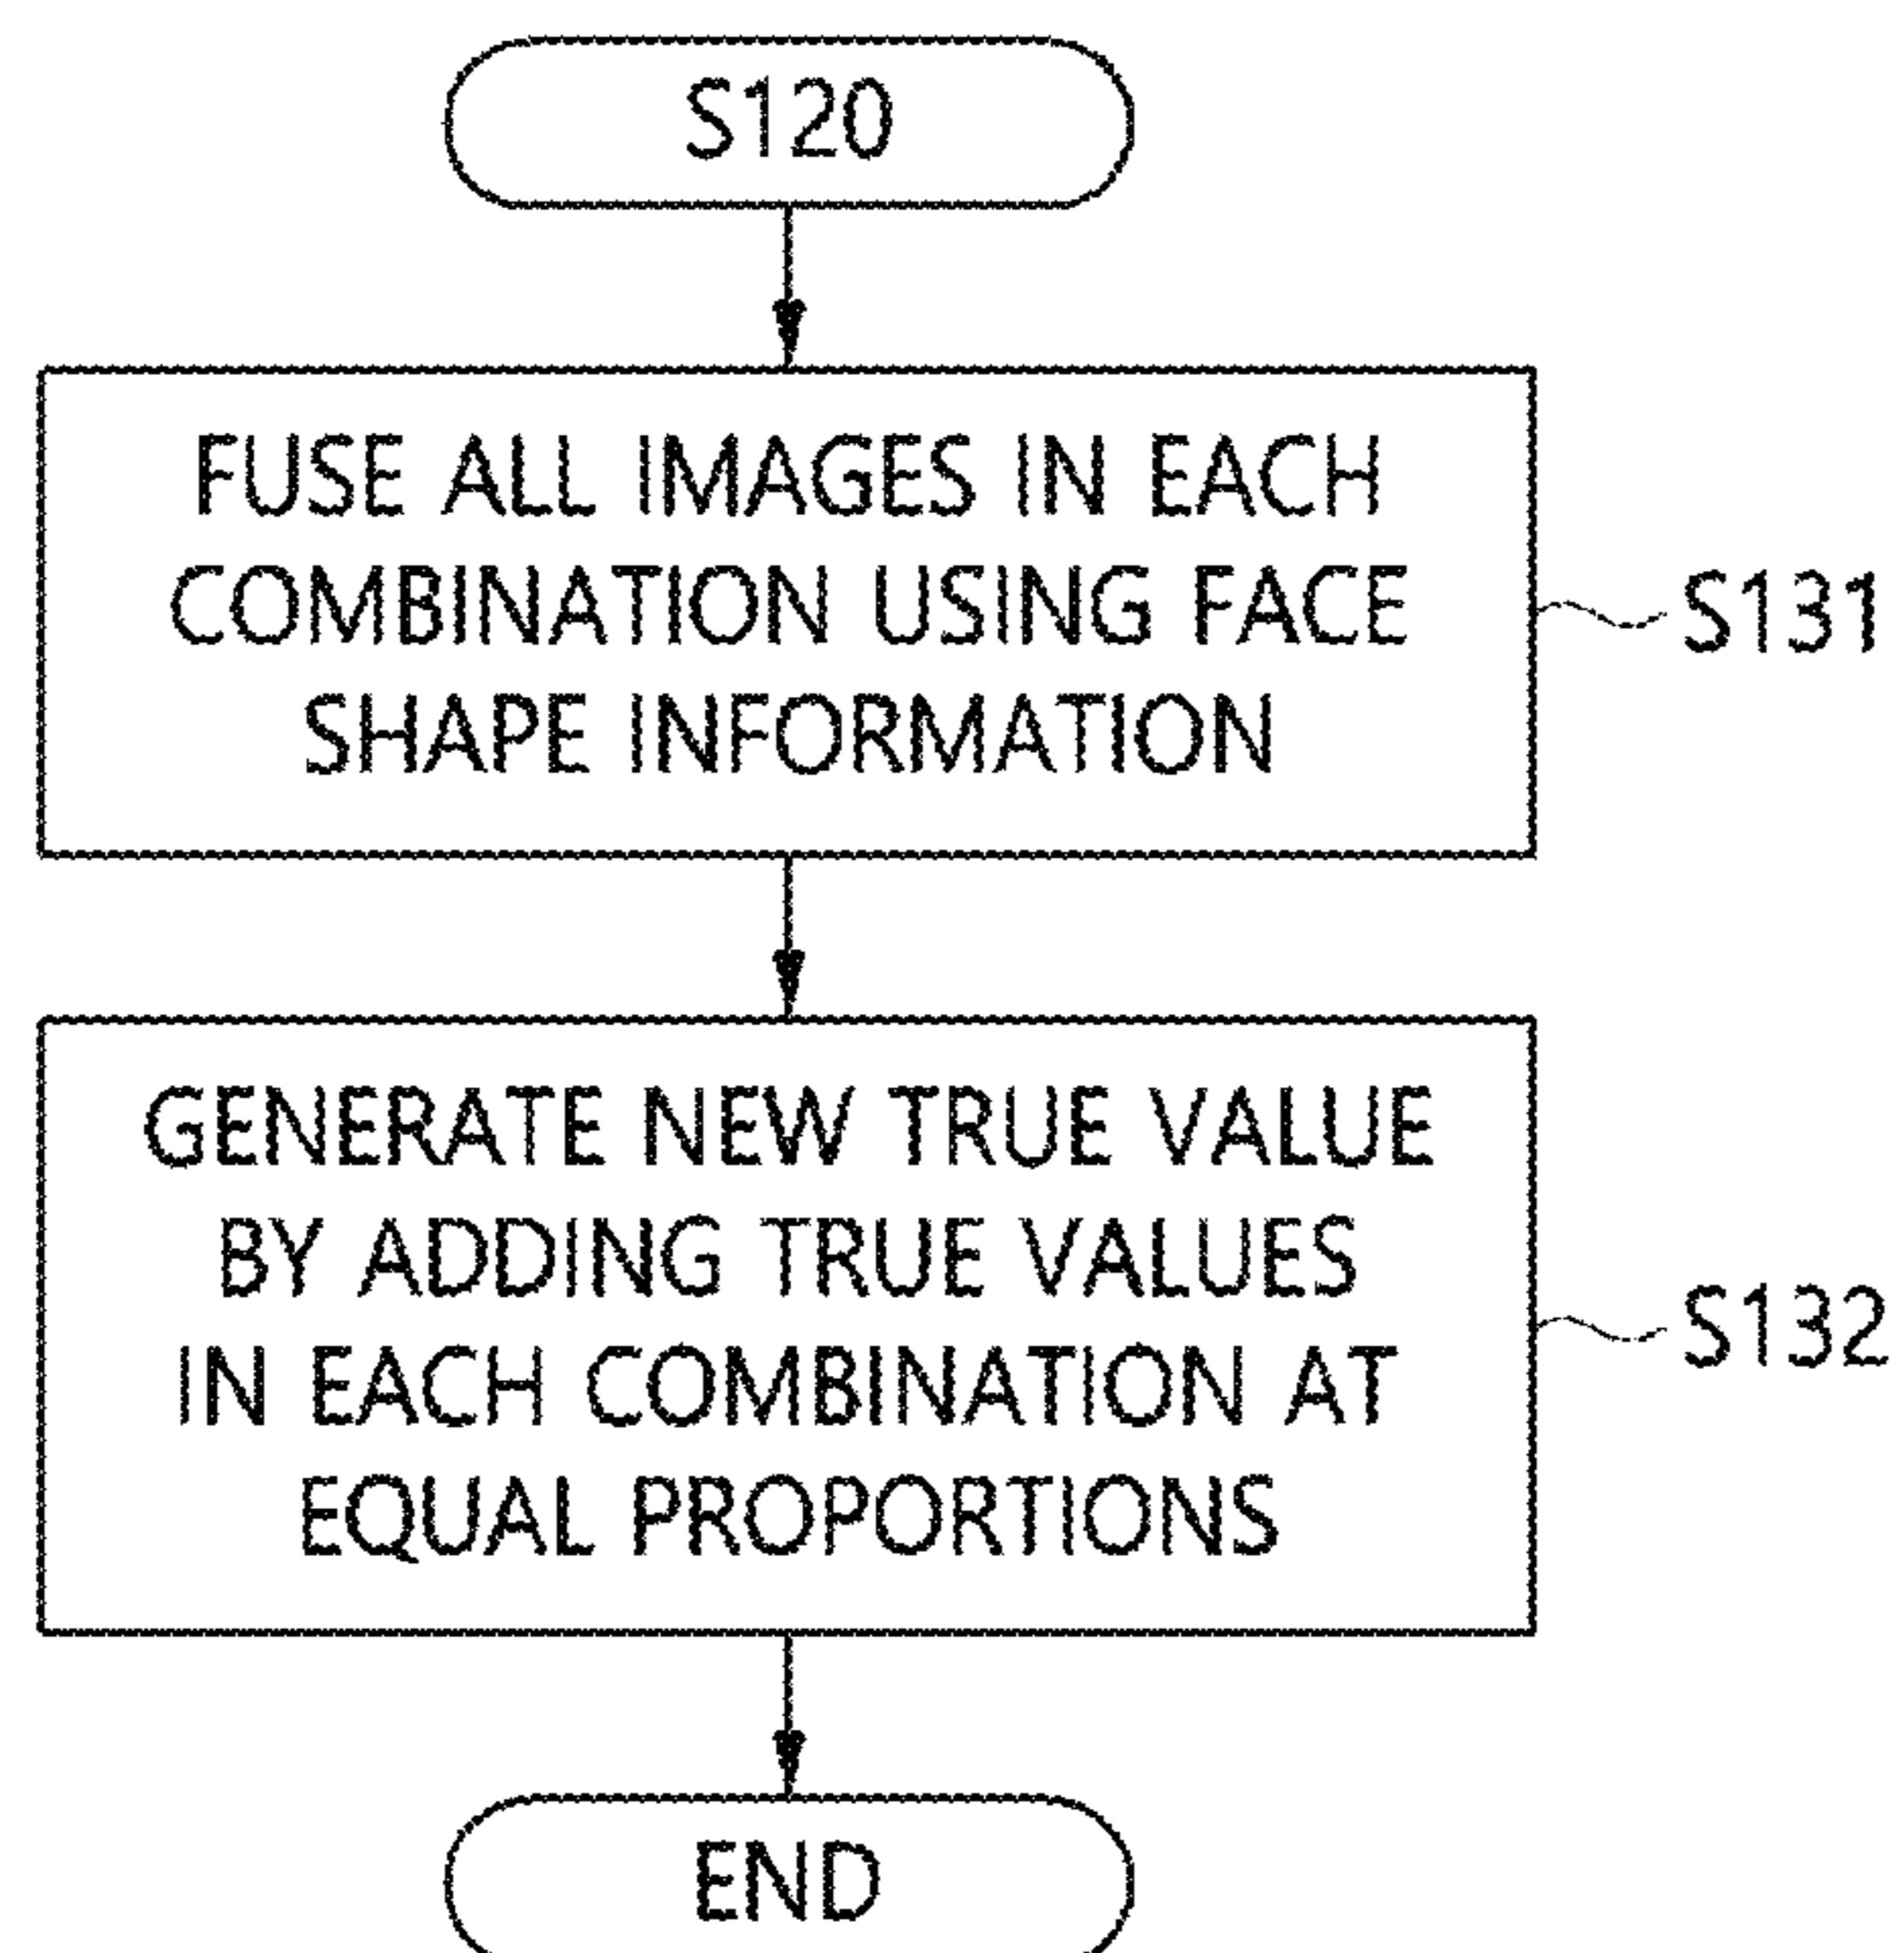 S120
FUSE ALL IMAGES IN EACH
COMBINATION USING FACE
SHAPE INFORMATION
S131
GENERATE NEW TRUE VALUE
BY ADDING TRUE VALUES
IN EACH COMBINATION AT
EQUAL PROPORTIONS
S132
END